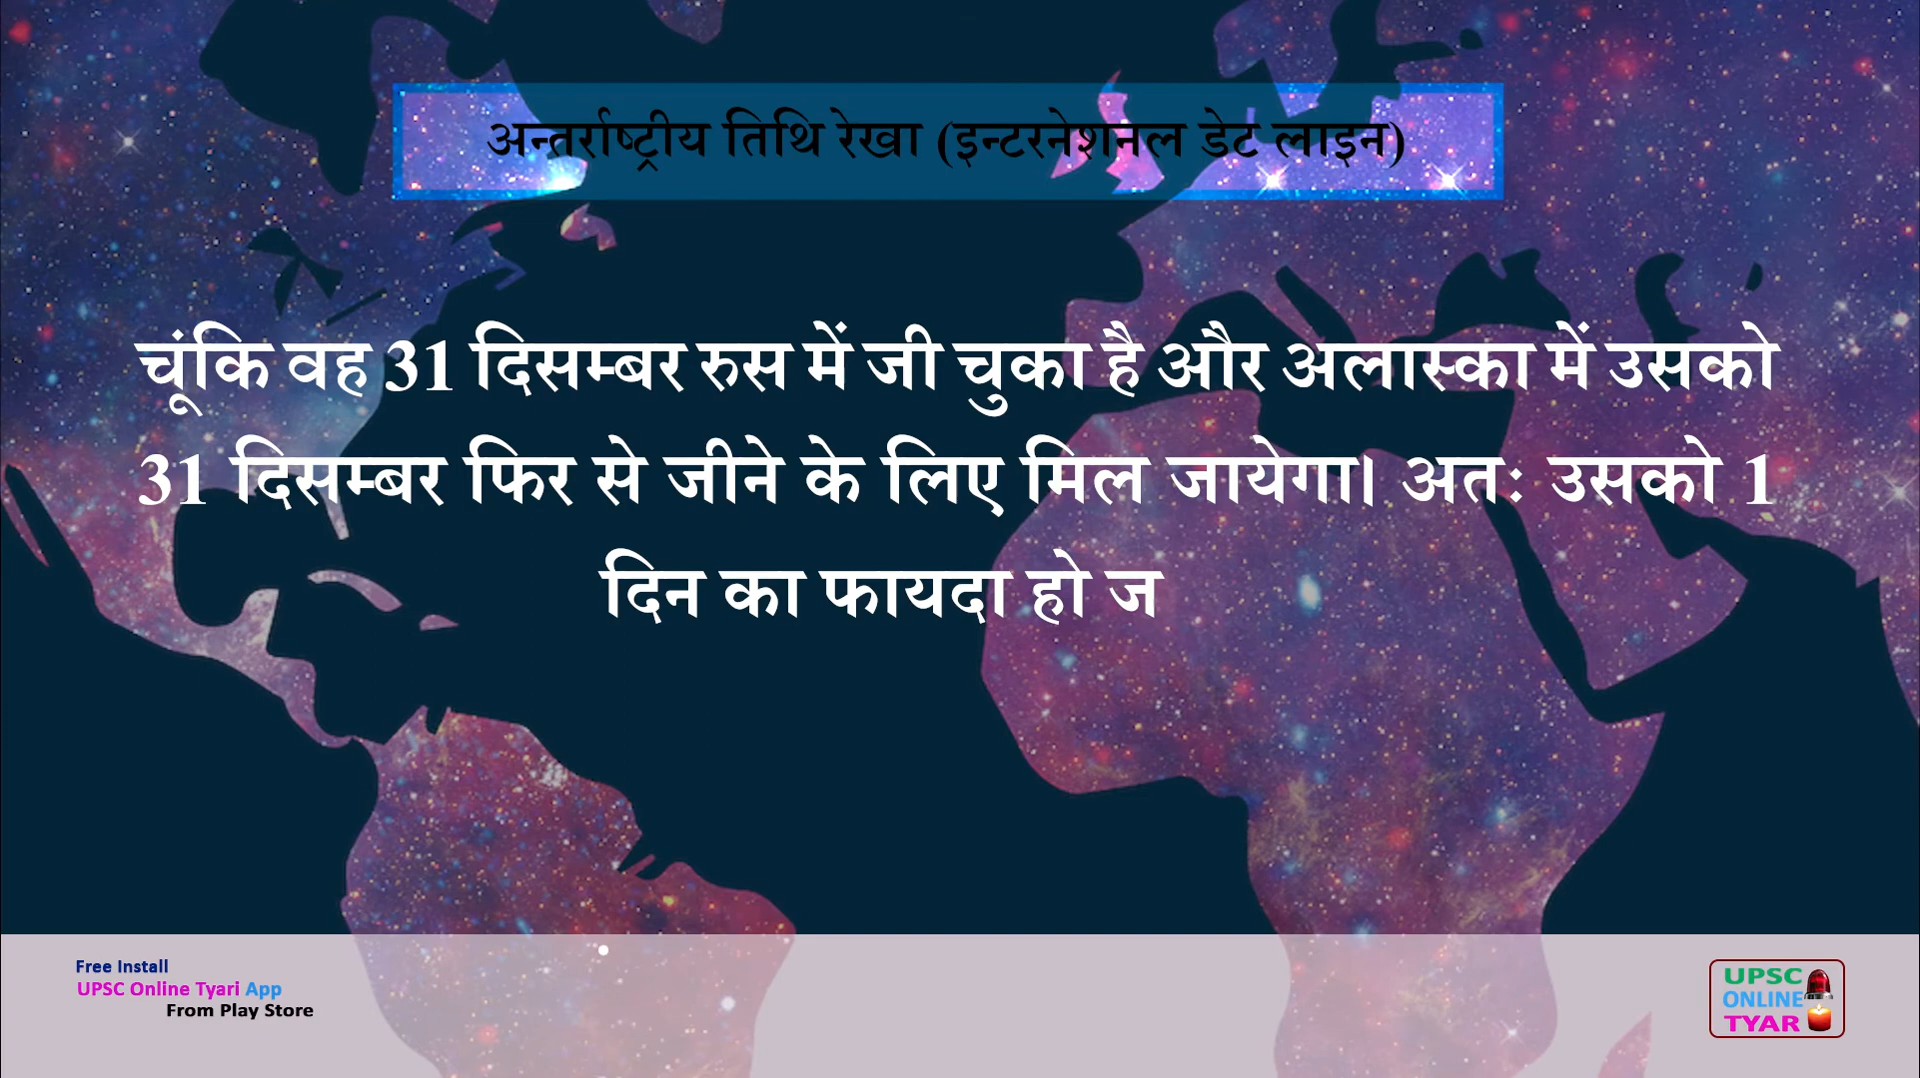 अन्तर्राष्ट्रीय तिथि रेखा (इन्टरनेशनल डेट लाइन)
चूंकि वह 31 दिसम्बर रुस में जी चुका है और अलास्का में उसको
31 दिसम्बर फिर से जीने के लिए मिल जायेगा। अतः उसको 1
दिन का फायदा हो ज
Free Install
UPSC Online Tyari App
From Play Store
UPSC
ONLINE
TYAR